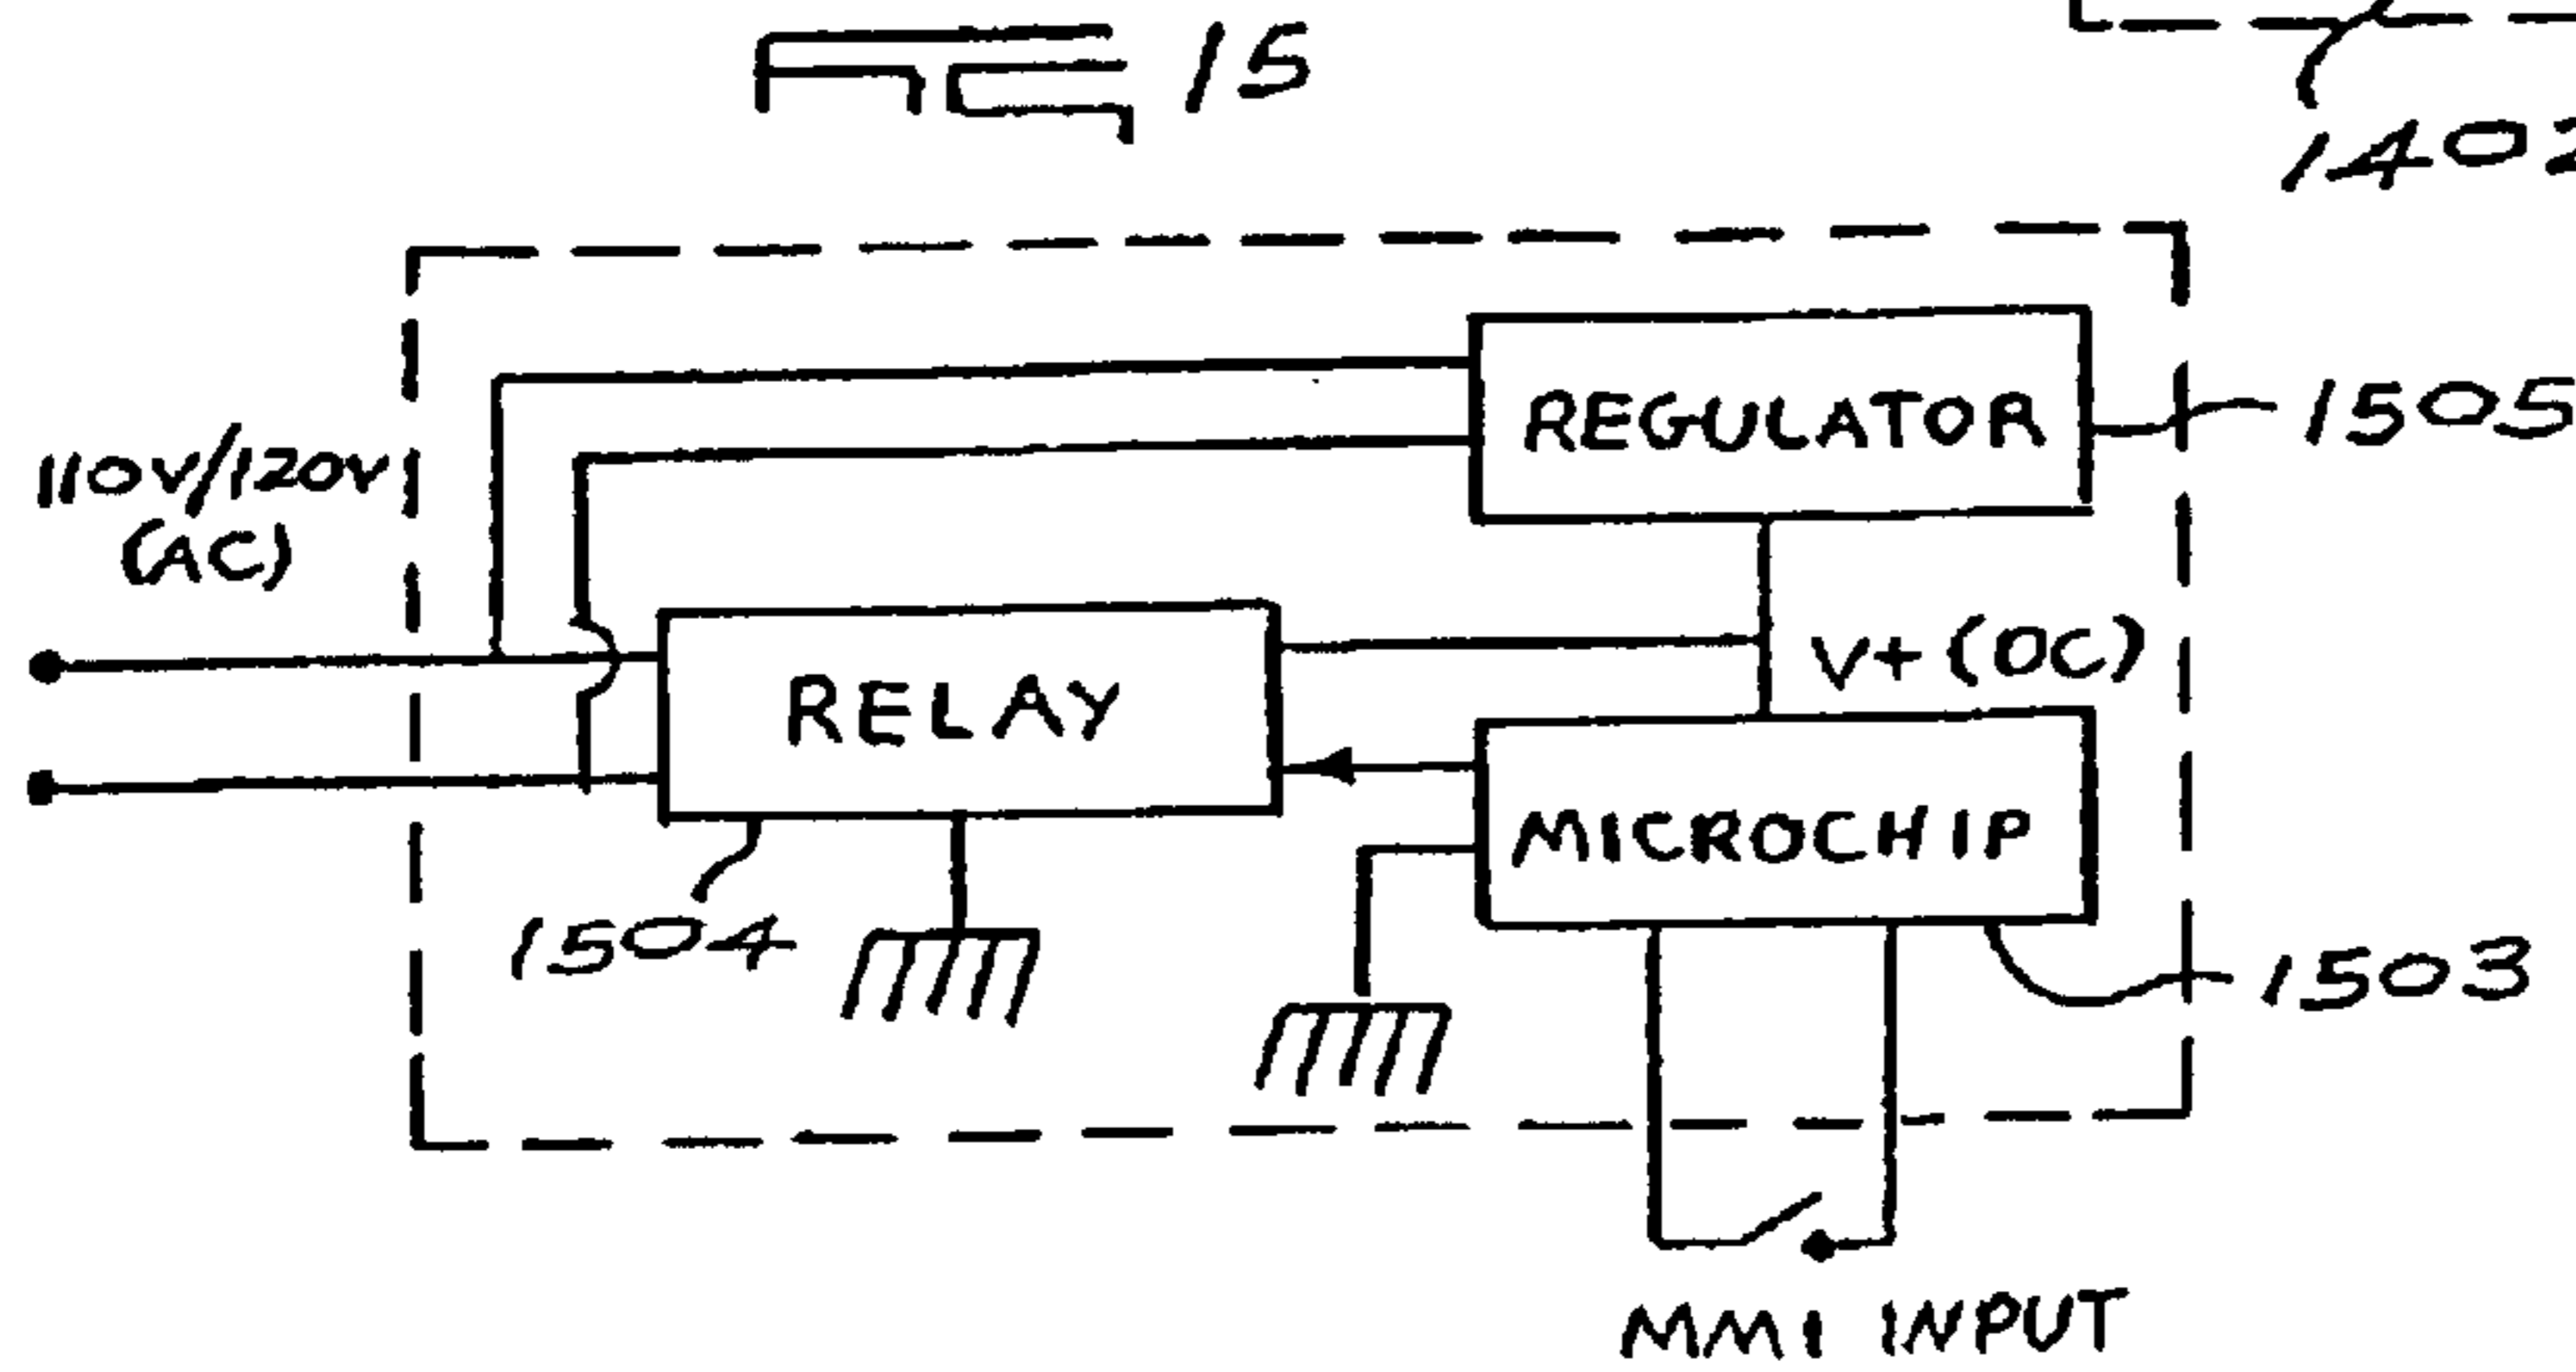 FIG 15
1402
REGULATOR
1505
110V/120V
(AC)
V+ (DC)
RELAY
MICROCHIP
1504
1503
MMI INPUT